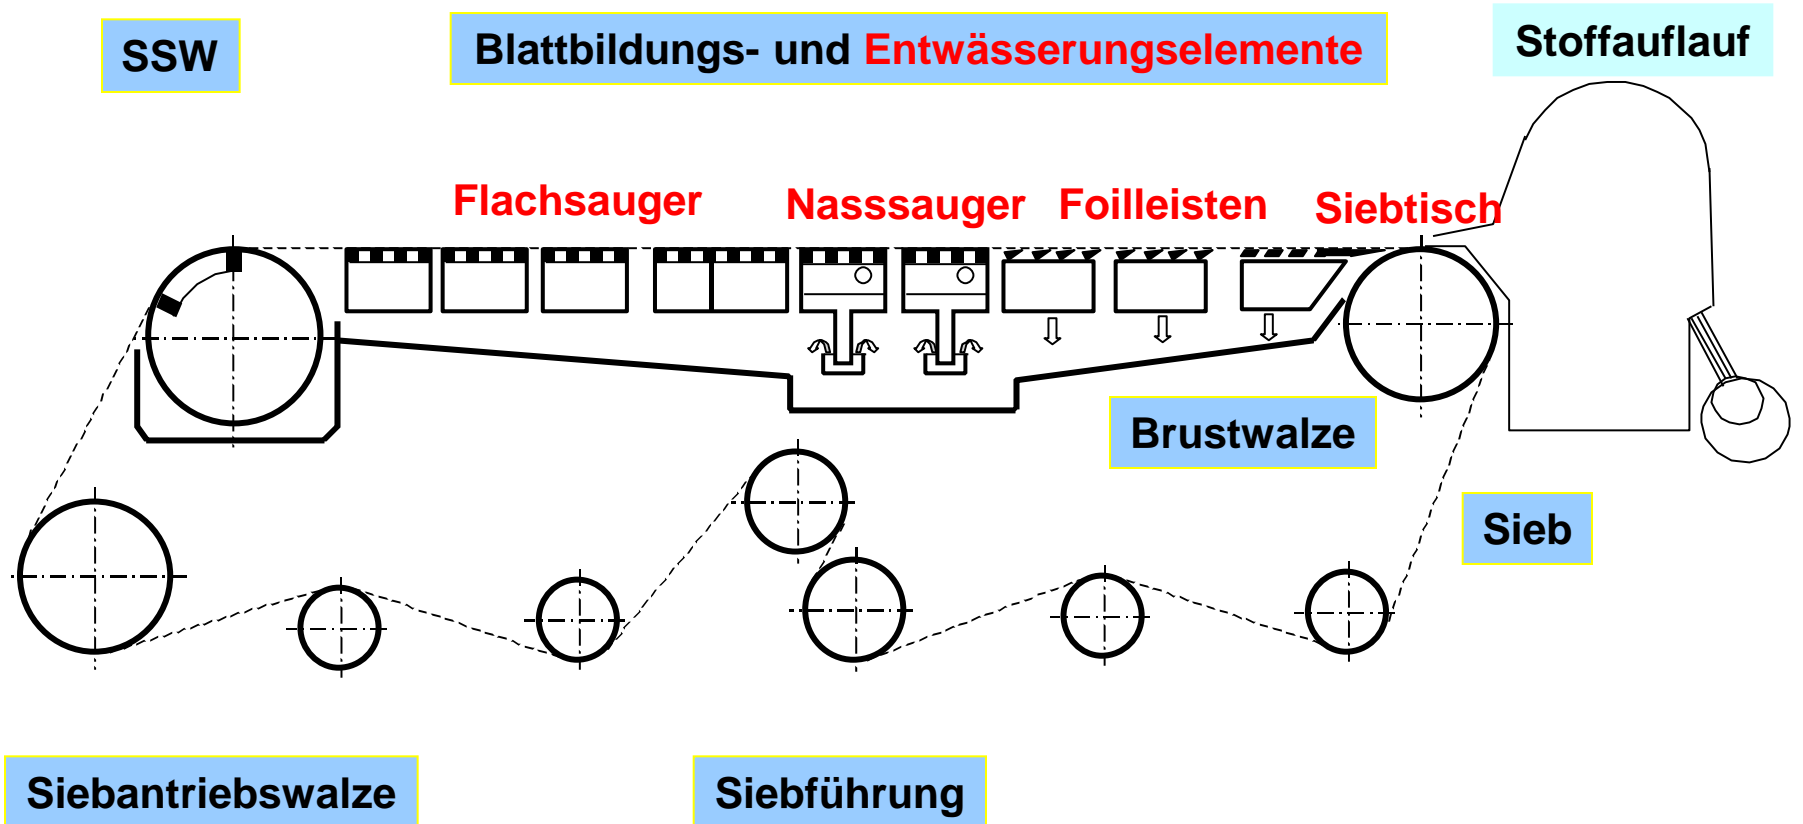 SSW
Blattbildungs- und Entwässerungselemente
Stoffauflauf
Flachsauger
Nasssauger
Foilleisten
Siebtisch
Brustwalze
Sieb
Siebantriebswalze
Siebführung